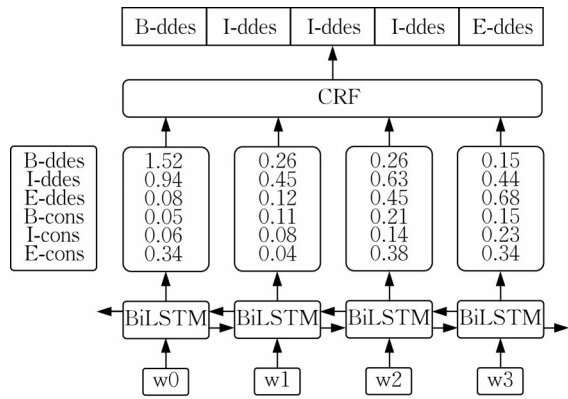 B-ddes I-ddes I-ddes I-ddes E-ddes
CRF
B-ddes 1.52 0.26 0.26 0.15
I-ddes 0.94 0.45 0.63 0.44
E-ddes 0.08 0.12 0.45 0.68
B-cons 0.05 0.11 0.21 0.15
I-cons 0.06 0.08 0.14 0.23
E-cons 0.34 0.04 0.38 0.34
BiLSTM BiLSTM BiLSTM BiLSTM
w0 w1 w2 w3